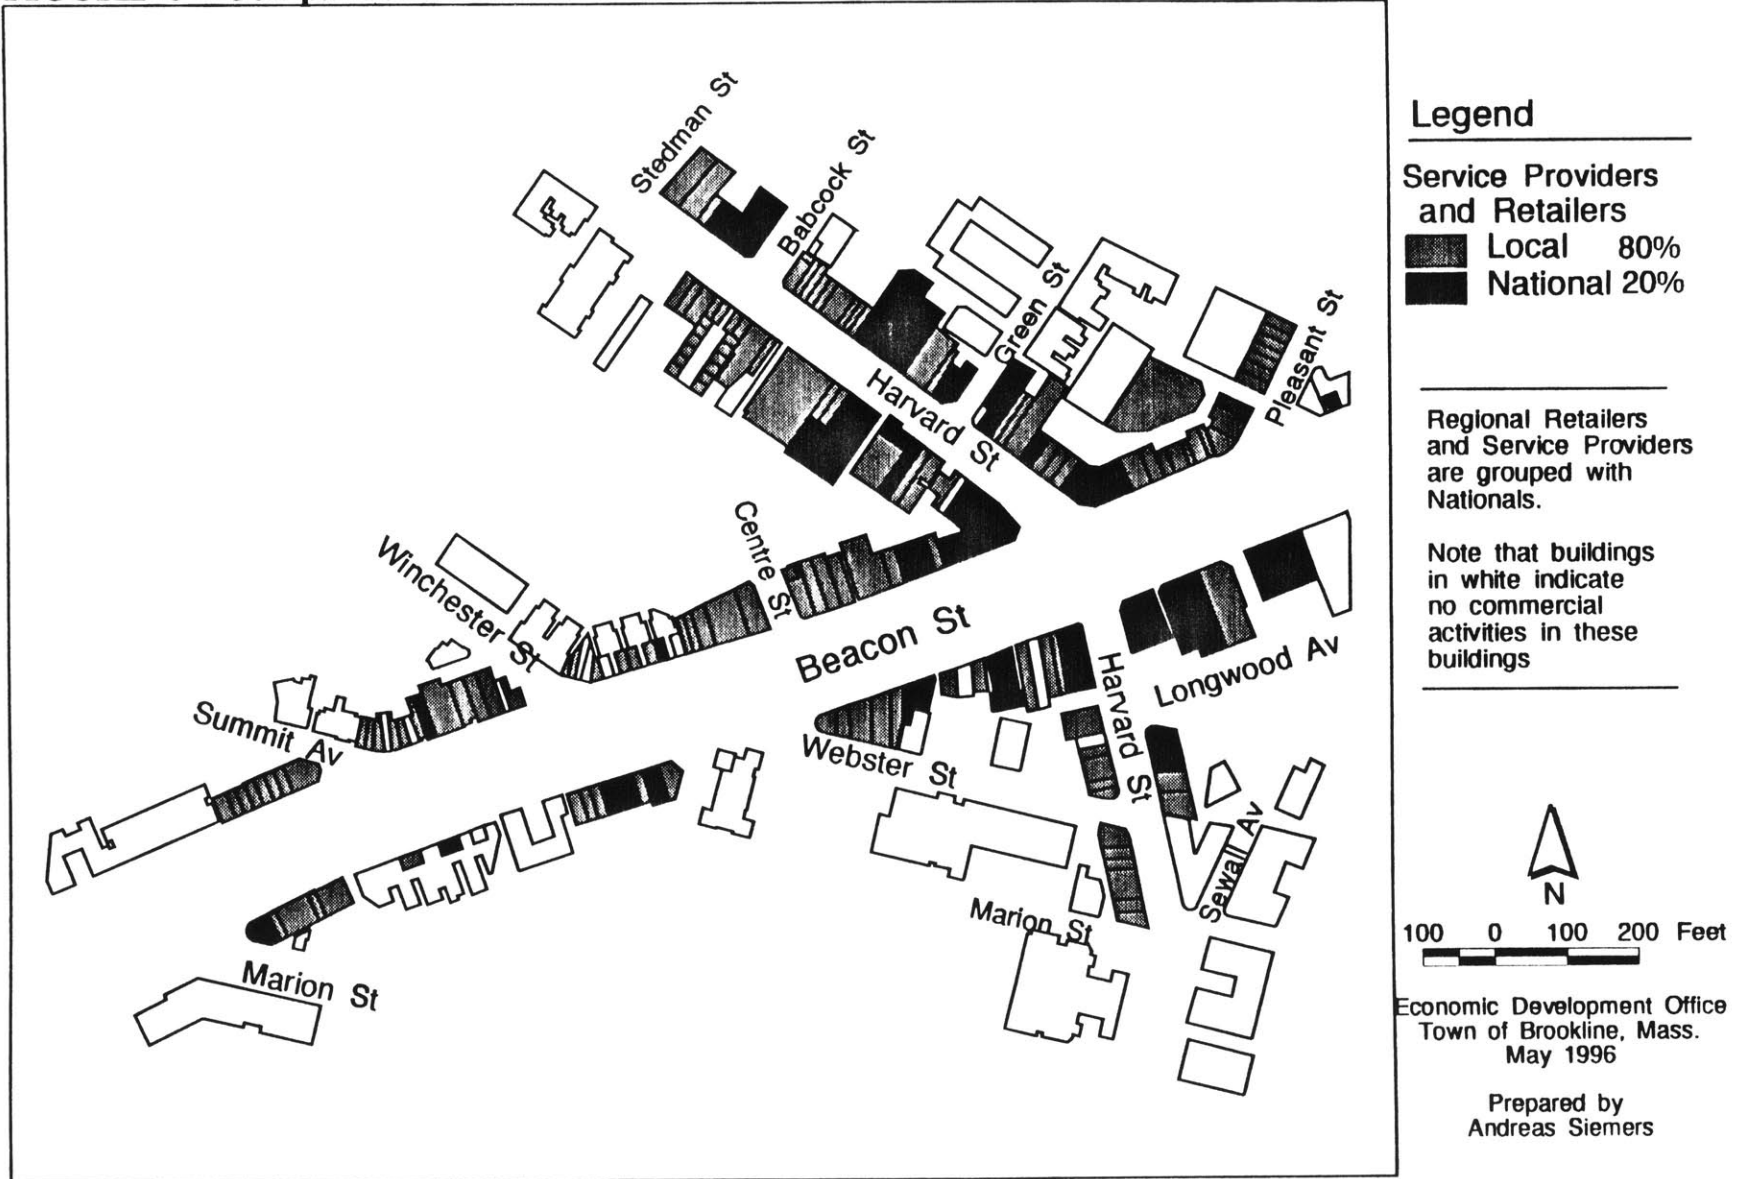 Stedman St
Babcock St
Green St
Pleasant St
Harvard St
Centre St
Winchester St
Beacon St
Summit Av
Harvard St
Longwood Av
Webster St
Sewall Av
Marion St
Marion St
Legend
Service Providers
and Retailers
Local 80%
National 20%
Regional Retailers
and Service Providers
are grouped with
Nationals.
Note that buildings
in white indicate
no commercial
activities in these
buildings
N
100 0 100 200 Feet
Economic Development Office
Town of Brookline, Mass.
May 1996
Prepared by
Andreas Siemers